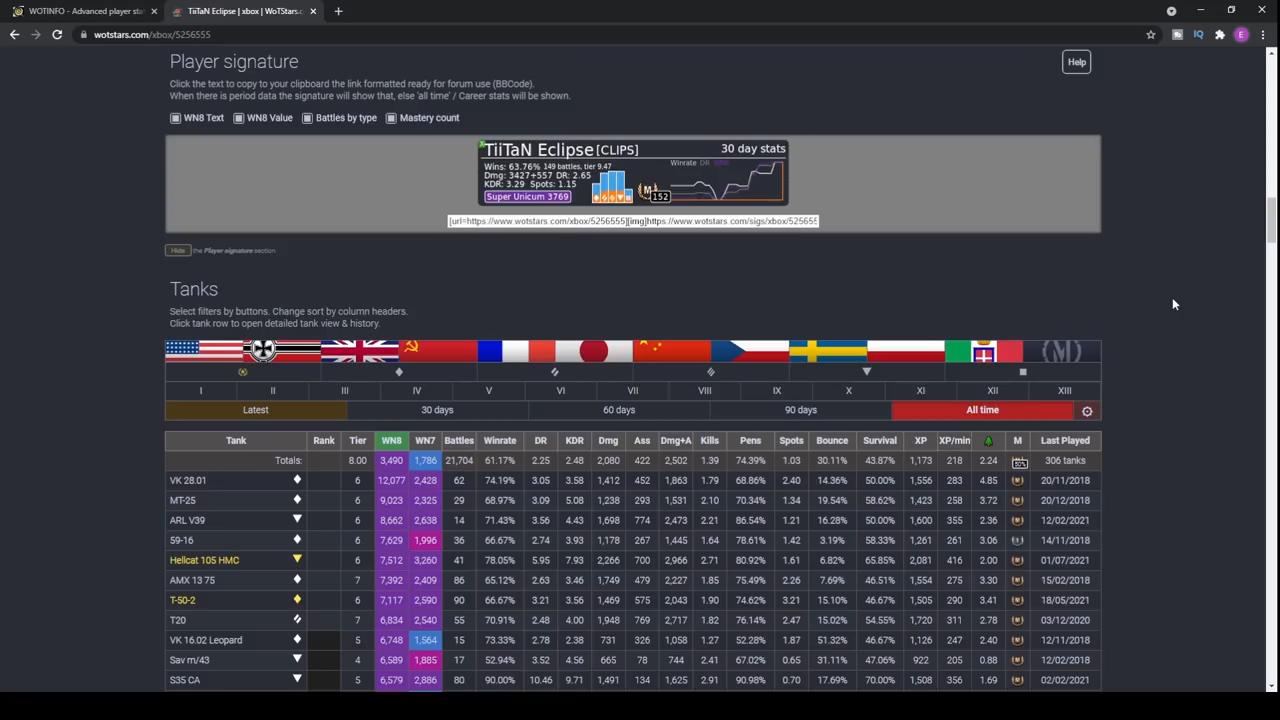 WOTINFO - Advanced player sta
TiiTaN Eclipse | xbox | WoTStars.c
wotstars.com/xbox/5256555
E
Player signature
Help
Click the text to copy to your clipboard the link formatted ready for forum use (BBCode).
When there is period data the signature will show that, else 'all time' / Career stats will be shown.
WN8 Text WN8 Value Battles by type Mastery count
TiiTaN Eclipse [CLIPS] 30 day stats
Wins: 63.76% 149 battles, tier 9.47 Winrate DR WN8
Dmg: 3427+557 DR: 2.65
KDR: 3.29 Spots: 1.15
Super Unicum 3769 M 152
[url=https://www.wotstars.com/xbox/5256555][img]https://www.wotstars.com/sigs/xbox/525655
Hide the Player signature section
Tanks
Select filters by buttons. Change sort by column headers.
Click tank row to open detailed tank view & history.
I II III IV V VI VII VIII IX X XI XII XIII
Latest 30 days 60 days 90 days All time
Tank Rank Tier WN8 WN7 Battles Winrate DR KDR Dmg Ass Dmg+A Kills Pens Spots Bounce Survival XP XP/min M Last Played
Totals: 8.00 3,490 1,786 21,704 61.17% 2.25 2.48 2,080 422 2,502 1.39 74.39% 1.03 30.11% 43.87% 1,173 218 2.24 50% 306 tanks
VK 28.01 6 12,077 2,428 62 74.19% 3.05 3.58 1,412 452 1,863 1.79 68.86% 2.40 14.36% 50.00% 1,556 283 4.85 20/11/2018
MT-25 6 9,023 2,325 29 68.97% 3.09 5.08 1,238 293 1,531 2.10 70.34% 1.34 19.54% 58.62% 1,423 258 3.72 20/12/2018
ARL V39 6 8,662 2,638 14 71.43% 3.56 4.43 1,698 774 2,473 2.21 86.54% 1.21 16.28% 50.00% 1,600 355 2.36 12/02/2021
59-16 6 7,629 1,996 36 66.67% 2.74 3.93 1,178 267 1,445 1.64 78.61% 1.42 3.19% 58.33% 1,261 261 3.06 14/11/2018
Hellcat 105 HMC 6 7,512 3,260 41 78.05% 5.95 7.93 2,266 700 2,966 2.71 80.92% 1.61 6.82% 65.85% 2,081 416 2.00 01/07/2021
AMX 13 75 7 7,392 2,409 86 65.12% 2.63 3.46 1,749 479 2,227 1.85 75.49% 2.26 7.69% 46.51% 1,554 275 3.30 15/02/2018
T-50-2 6 7,117 2,590 90 66.67% 3.21 3.56 1,469 575 2,043 1.90 74.62% 3.21 15.10% 46.67% 1,505 290 3.41 18/05/2021
T20 7 6,834 2,540 55 70.91% 2.48 4.00 1,948 769 2,717 1.82 76.14% 2.47 15.02% 54.55% 1,720 311 2.78 03/12/2020
VK 16.02 Leopard 5 6,748 1,564 15 73.33% 2.78 2.38 731 326 1,058 1.27 52.28% 1.87 51.32% 46.67% 1,126 247 2.40 12/11/2018
Sav m/43 4 6,589 1,885 17 52.94% 3.52 4.56 665 78 744 2.41 67.02% 0.65 31.11% 47.06% 922 205 0.88 12/02/2018
S35 CA 5 6,579 2,886 80 90.00% 10.46 9.71 1,491 134 1,625 2.91 90.98% 0.70 17.69% 70.00% 1,508 356 1.69 02/02/2021